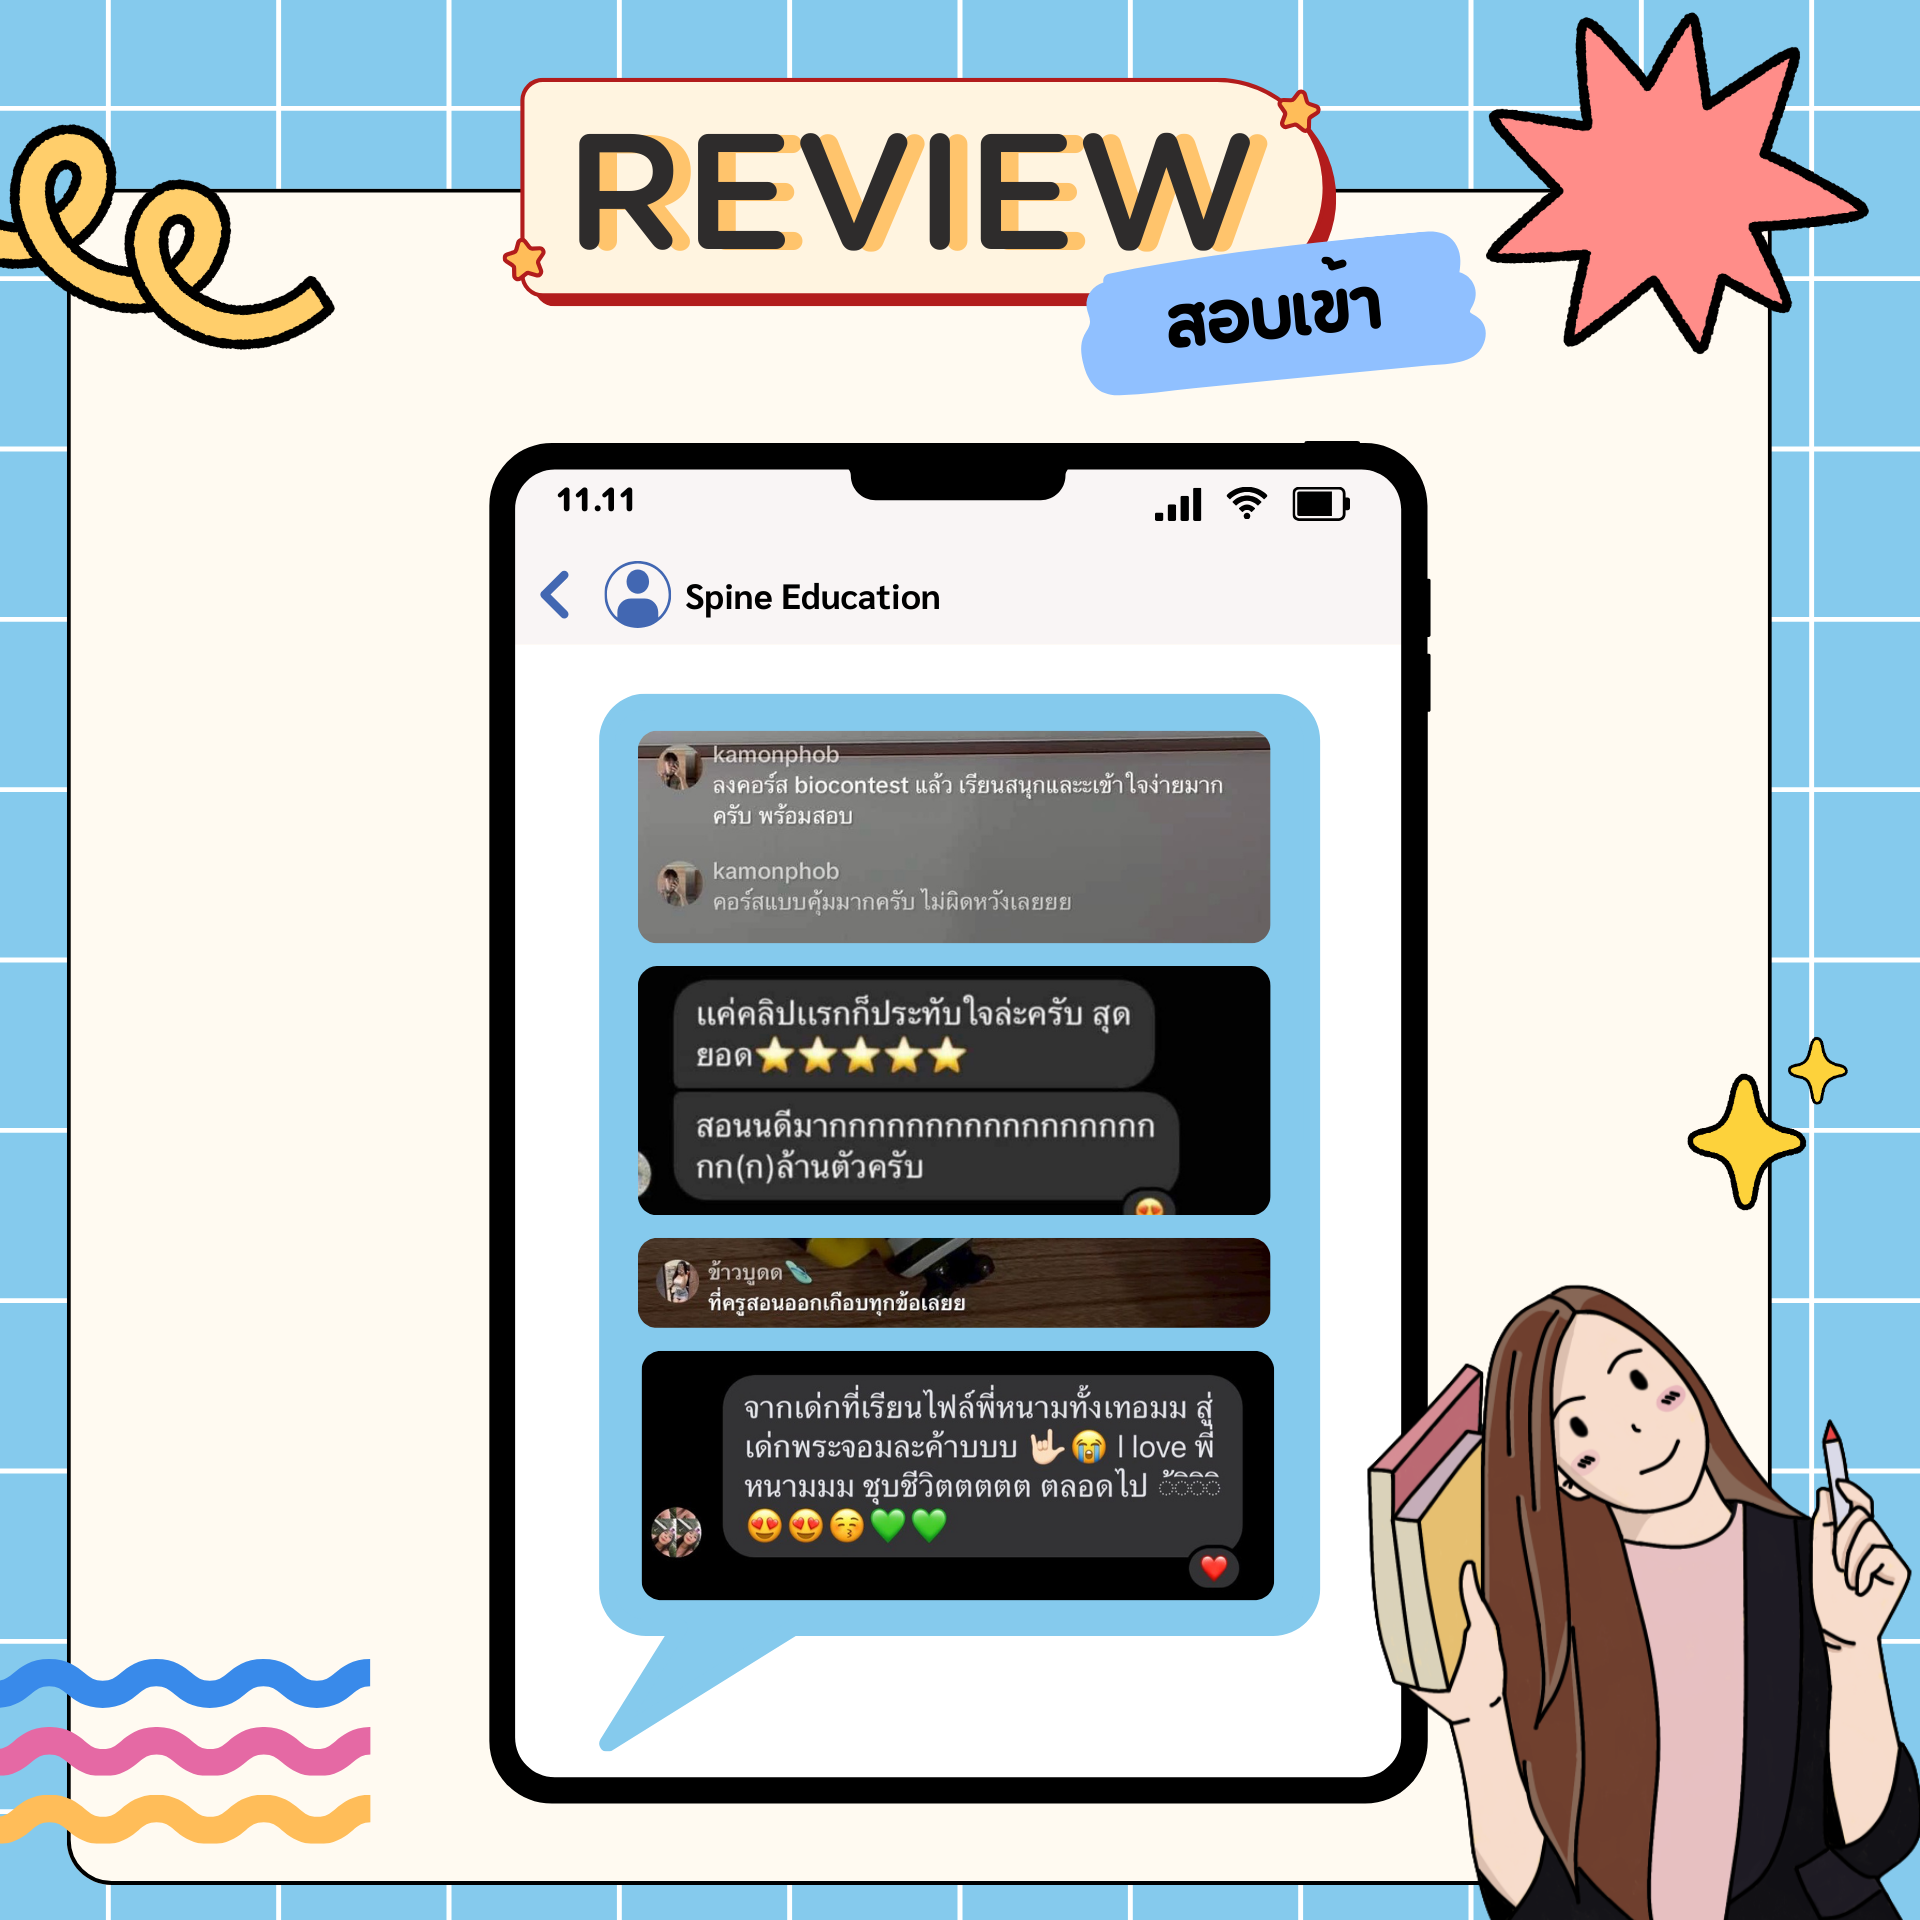 REVIEW
สอบเข้า
11.11
Spine Education
kamonphob
ลงคอร์ส biocontest แล้ว เรียนสนุกและะเข้าใจง่ายมาก
ครับ พร้อมสอบ
kamonphob
คอร์สแบบคุ้มมากครับ ไม่ผิดหวังเลยยย
แค่คลิปแรกก็ประทับใจล่ะครับ สุด
ยอด⭐⭐⭐⭐⭐
สอนนดีมากกกกกกกกกกกกกกกกก
กก(ก)ล้านตัวครับ
ข้าวบูดด🩴
ที่ครูสอนออกเกือบทุกข้อเลยย
จากเด่กที่เรียนไฟล์พี่หนามทั้งเทอมม สู่
เด่กพระจอมละค้าบบบ 🤟🏻😭 I love พี่
หนามมม ชุบชีวิตตตตต ตลอดไป ิ้ิิิ
😍😍😚💚💚